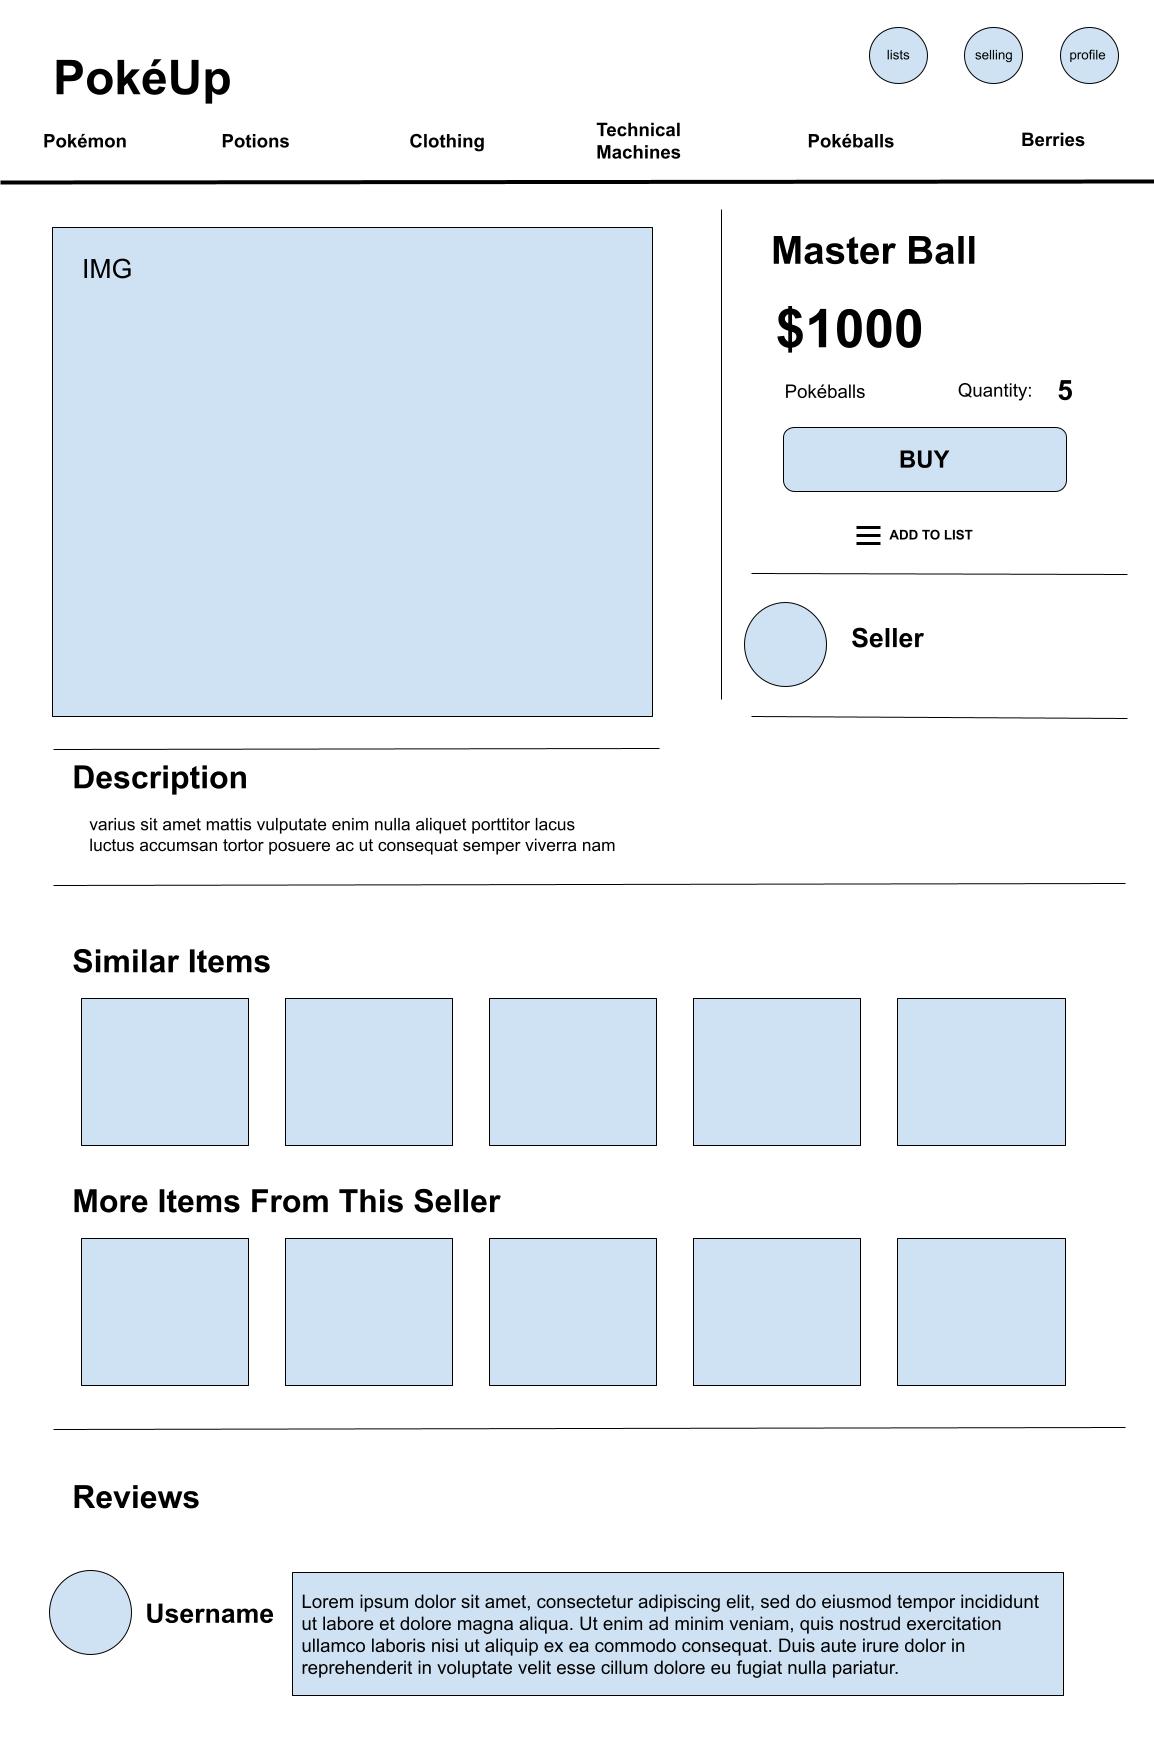 lists
selling
profile
PokéUp
Pokémon
Potions
Clothing
Technical
Machines
Pokéballs
Berries
IMG
Master Ball
$1000
Pokéballs
Quantity: 5
BUY
ADD TO LIST
Seller
Description
varius sit amet mattis vulputate enim nulla aliquet porttitor lacus
luctus accumsan tortor posuere ac ut consequat semper viverra nam
Similar Items
More Items From This Seller
Reviews
Username
Lorem ipsum dolor sit amet, consectetur adipiscing elit, sed do eiusmod tempor incididunt
ut labore et dolore magna aliqua. Ut enim ad minim veniam, quis nostrud exercitation
ullamco laboris nisi ut aliquip ex ea commodo consequat. Duis aute irure dolor in
reprehenderit in voluptate velit esse cillum dolore eu fugiat nulla pariatur.